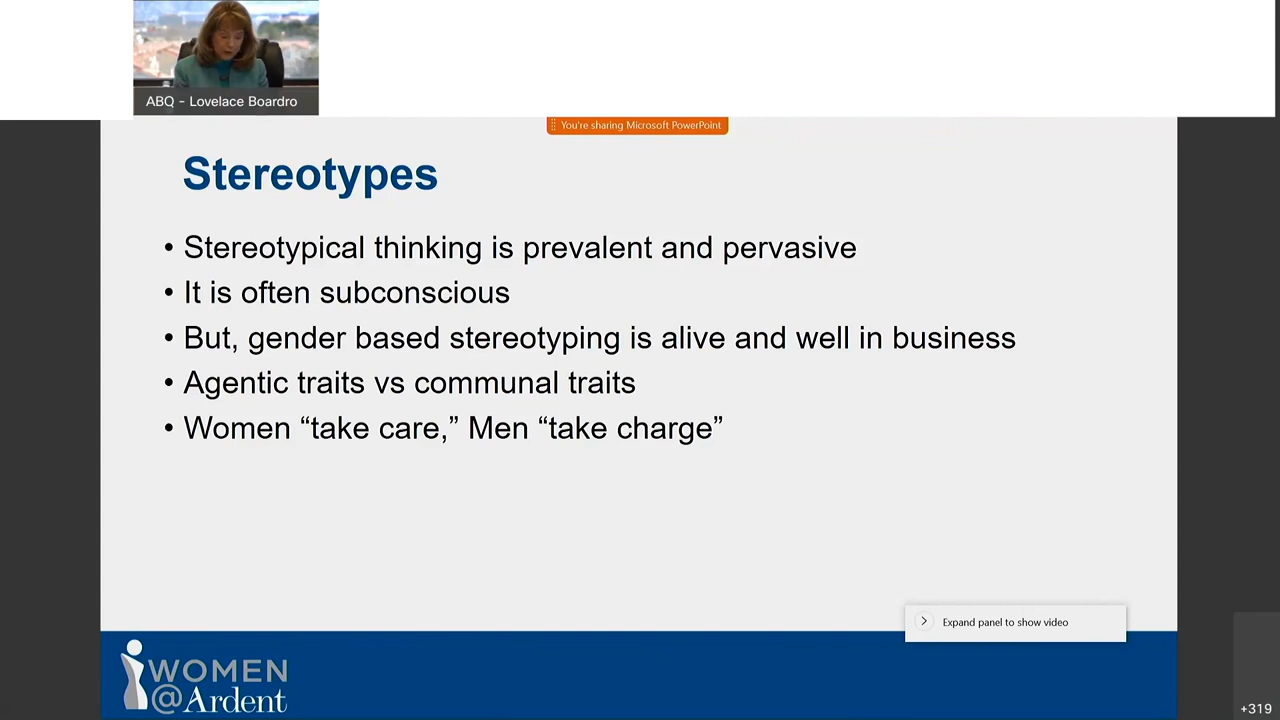 ABQ - Lovelace Boardro
You're sharing Microsoft PowerPoint
Stereotypes
• Stereotypical thinking is prevalent and pervasive
• It is often subconscious
• But, gender based stereotyping is alive and well in business
• Agentic traits vs communal traits
• Women “take care,” Men “take charge”
Expand panel to show video
WOMEN
@Ardent
+319